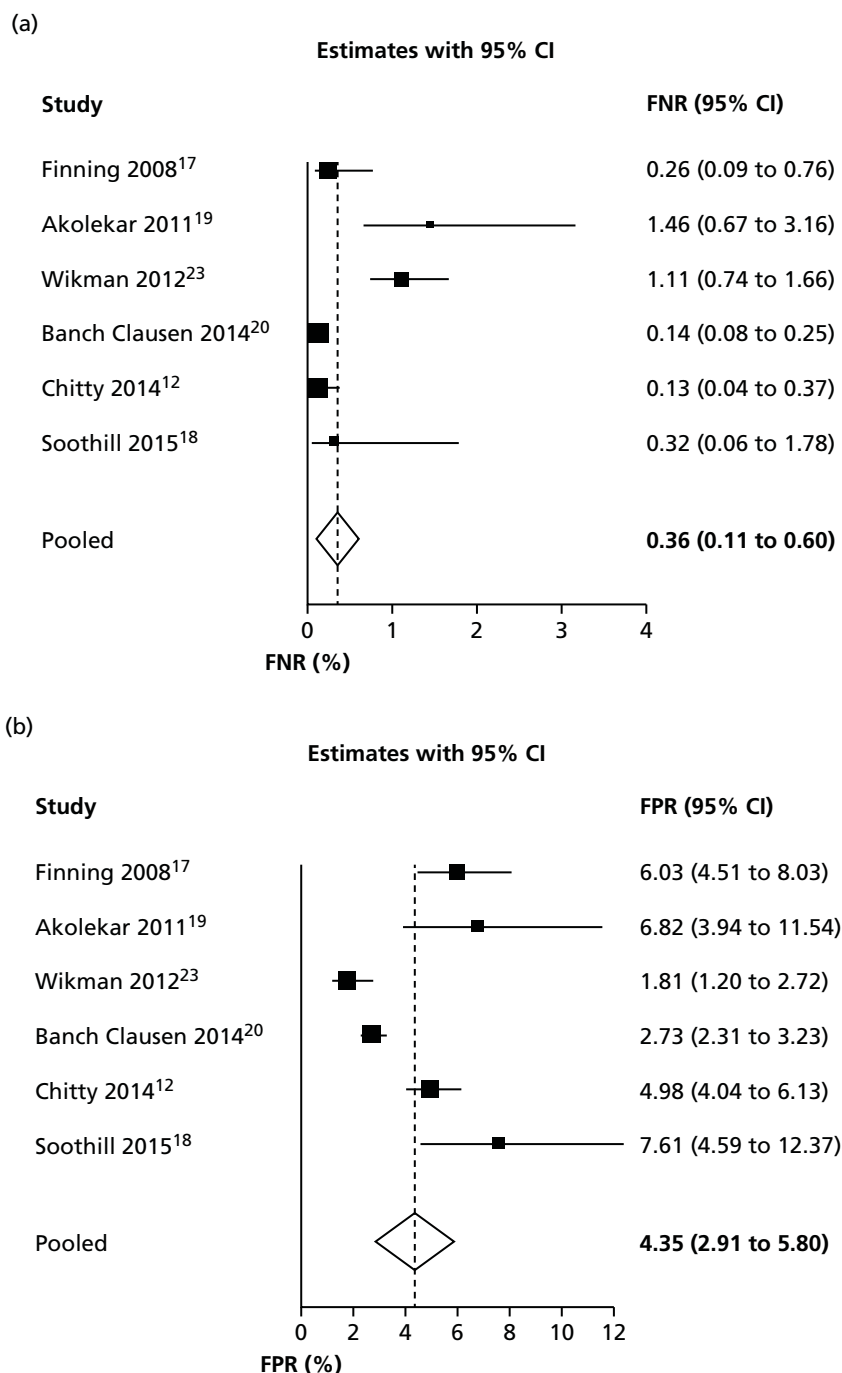 (a)
Estimates with 95% CI
Study FNR (95% CI)
Finning 2008¹⁷ 0.26 (0.09 to 0.76)
Akolekar 2011¹⁹ 1.46 (0.67 to 3.16)
Wikman 2012²³ 1.11 (0.74 to 1.66)
Banch Clausen 2014²⁰ 0.14 (0.08 to 0.25)
Chitty 2014¹² 0.13 (0.04 to 0.37)
Soothill 2015¹⁸ 0.32 (0.06 to 1.78)
Pooled 0.36 (0.11 to 0.60)
0 1 2 3 4
FNR (%)
(b)
Estimates with 95% CI
Study FPR (95% CI)
Finning 2008¹⁷ 6.03 (4.51 to 8.03)
Akolekar 2011¹⁹ 6.82 (3.94 to 11.54)
Wikman 2012²³ 1.81 (1.20 to 2.72)
Banch Clausen 2014²⁰ 2.73 (2.31 to 3.23)
Chitty 2014¹² 4.98 (4.04 to 6.13)
Soothill 2015¹⁸ 7.61 (4.59 to 12.37)
Pooled 4.35 (2.91 to 5.80)
0 2 4 6 8 10 12
FPR (%)